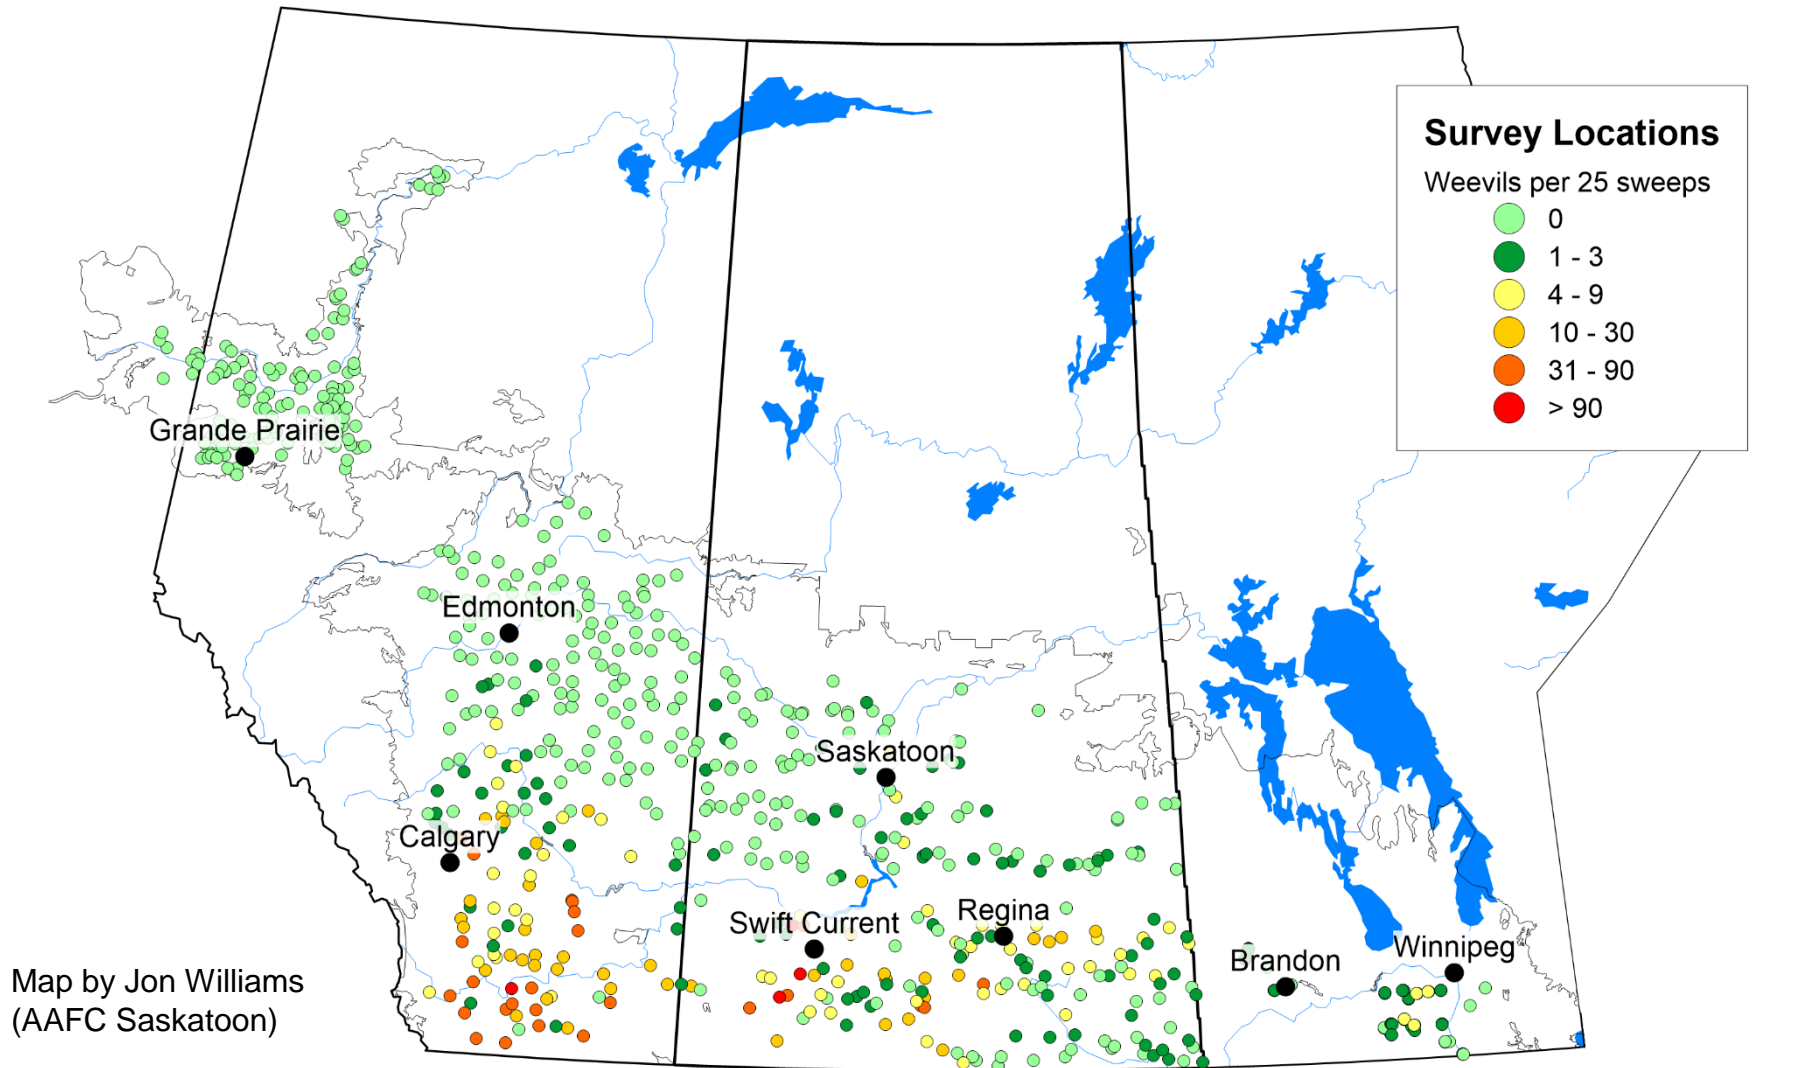 Survey Locations
Weevils per 25 sweeps
0
1 - 3
4 - 9
10 - 30
31 - 90
> 90
Grande Prairie
Edmonton
Saskatoon
Calgary
Swift Current
Regina
Brandon
Winnipeg
Map by Jon Williams
(AAFC Saskatoon)